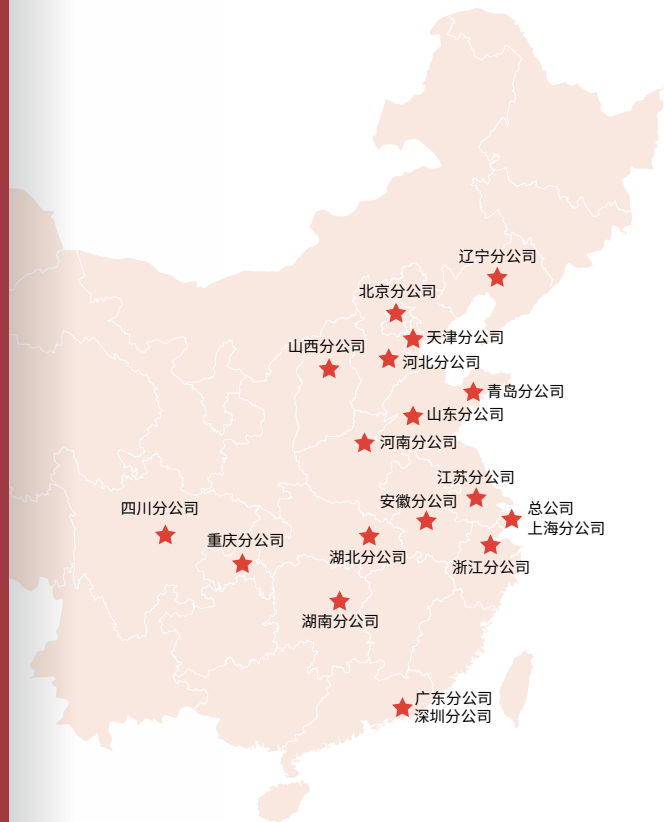 辽宁分公司
北京分公司
天津分公司
山西分公司
河北分公司
青岛分公司
山东分公司
河南分公司
江苏分公司
安徽分公司
四川分公司
总公司
上海分公司
重庆分公司
湖北分公司
浙江分公司
湖南分公司
广东分公司
深圳分公司